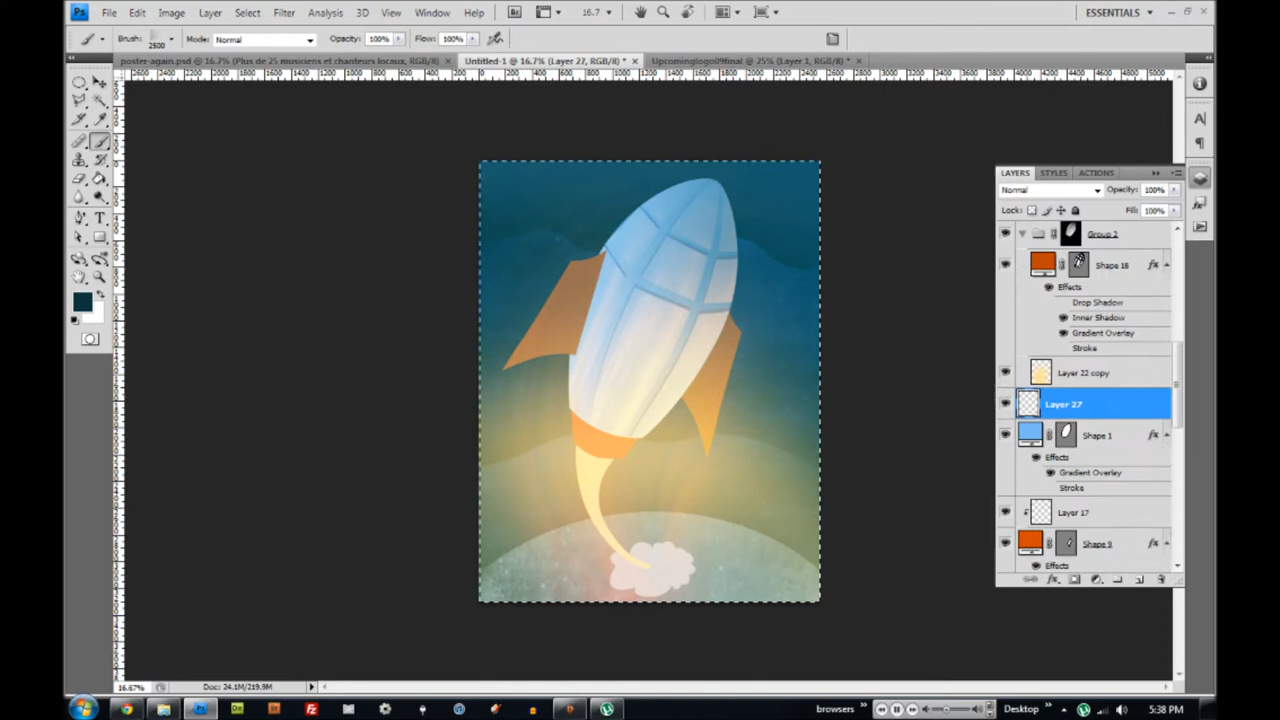 Ps File Edit Image Layer Select Filter Analysis 3D View Window Help Br 16.7 ESSENTIALS
Brush: 2500 Mode: Normal Opacity: 100% Flow: 100%
poster-again.psd @ 16.7% (Plus de 25 musiciens et chanteurs locaux, RGB/8) × Untitled-1 @ 16.7% (Layer 27, RGB/8) * × Upcominglogo09final @ 25% (Layer 1, RGB/8) * ×
LAYERS STYLES ACTIONS
Normal Opacity: 100%
Lock: Fill: 100%
Group 2
Shape 18 fx
Effects
Drop Shadow
Inner Shadow
Gradient Overlay
Stroke
Layer 22 copy
Layer 27
Shape 1 fx
Effects
Gradient Overlay
Stroke
Layer 17
Shape 9 fx
Effects
16.67% Doc: 24.1M/219.9M
browsers » Desktop » 5:38 PM